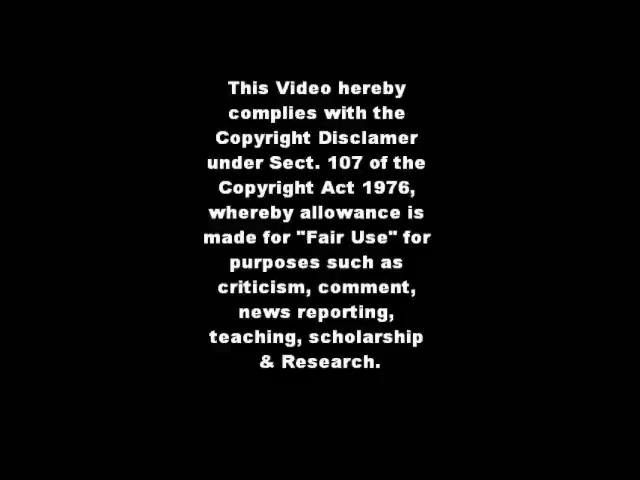 This Video hereby
complies with the
Copyright Disclamer
under Sect. 107 of the
Copyright Act 1976,
whereby allowance is
made for "Fair Use" for
purposes such as
criticism, comment,
news reporting,
teaching, scholarship
& Research.